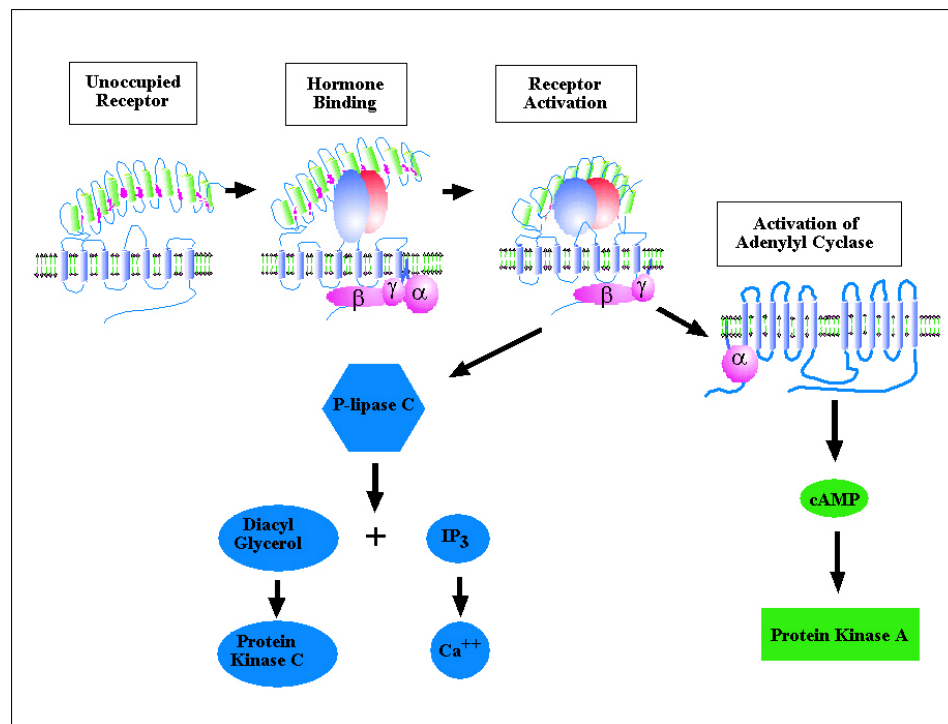 Unoccupied
Receptor
Hormone
Binding
Receptor
Activation
Activation of
Adenylyl Cyclase
β
γ
α
β
γ
α
P-lipase C
cAMP
Diacyl
Glycerol
+
IP3
Protein
Kinase C
Ca++
Protein Kinase A